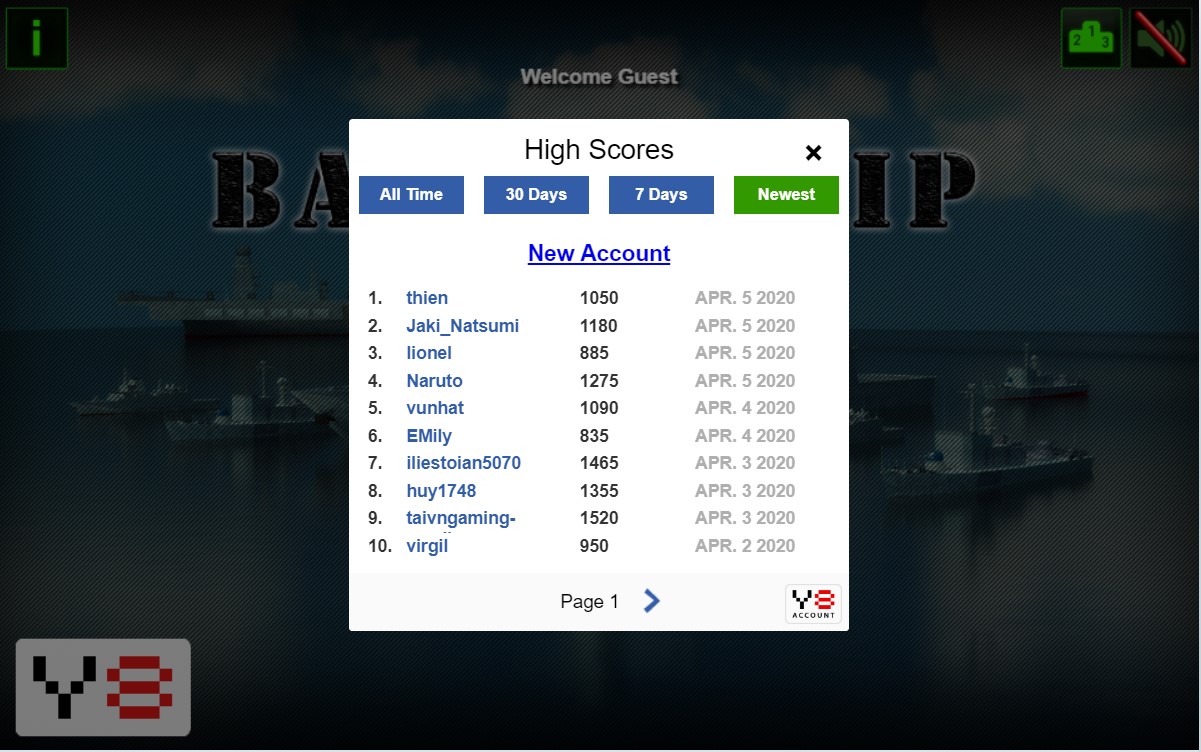 i
2 1 3
Welcome Guest
BA IP
High Scores
×
All Time 30 Days 7 Days Newest
New Account
1. thien 1050 APR. 5 2020
2. Jaki_Natsumi 1180 APR. 5 2020
3. lionel 885 APR. 5 2020
4. Naruto 1275 APR. 5 2020
5. vunhat 1090 APR. 4 2020
6. EMily 835 APR. 4 2020
7. iliestoian5070 1465 APR. 3 2020
8. huy1748 1355 APR. 3 2020
9. taivngaming- 1520 APR. 3 2020
10. virgil 950 APR. 2 2020
Page 1
Y8
ACCOUNT
Y8